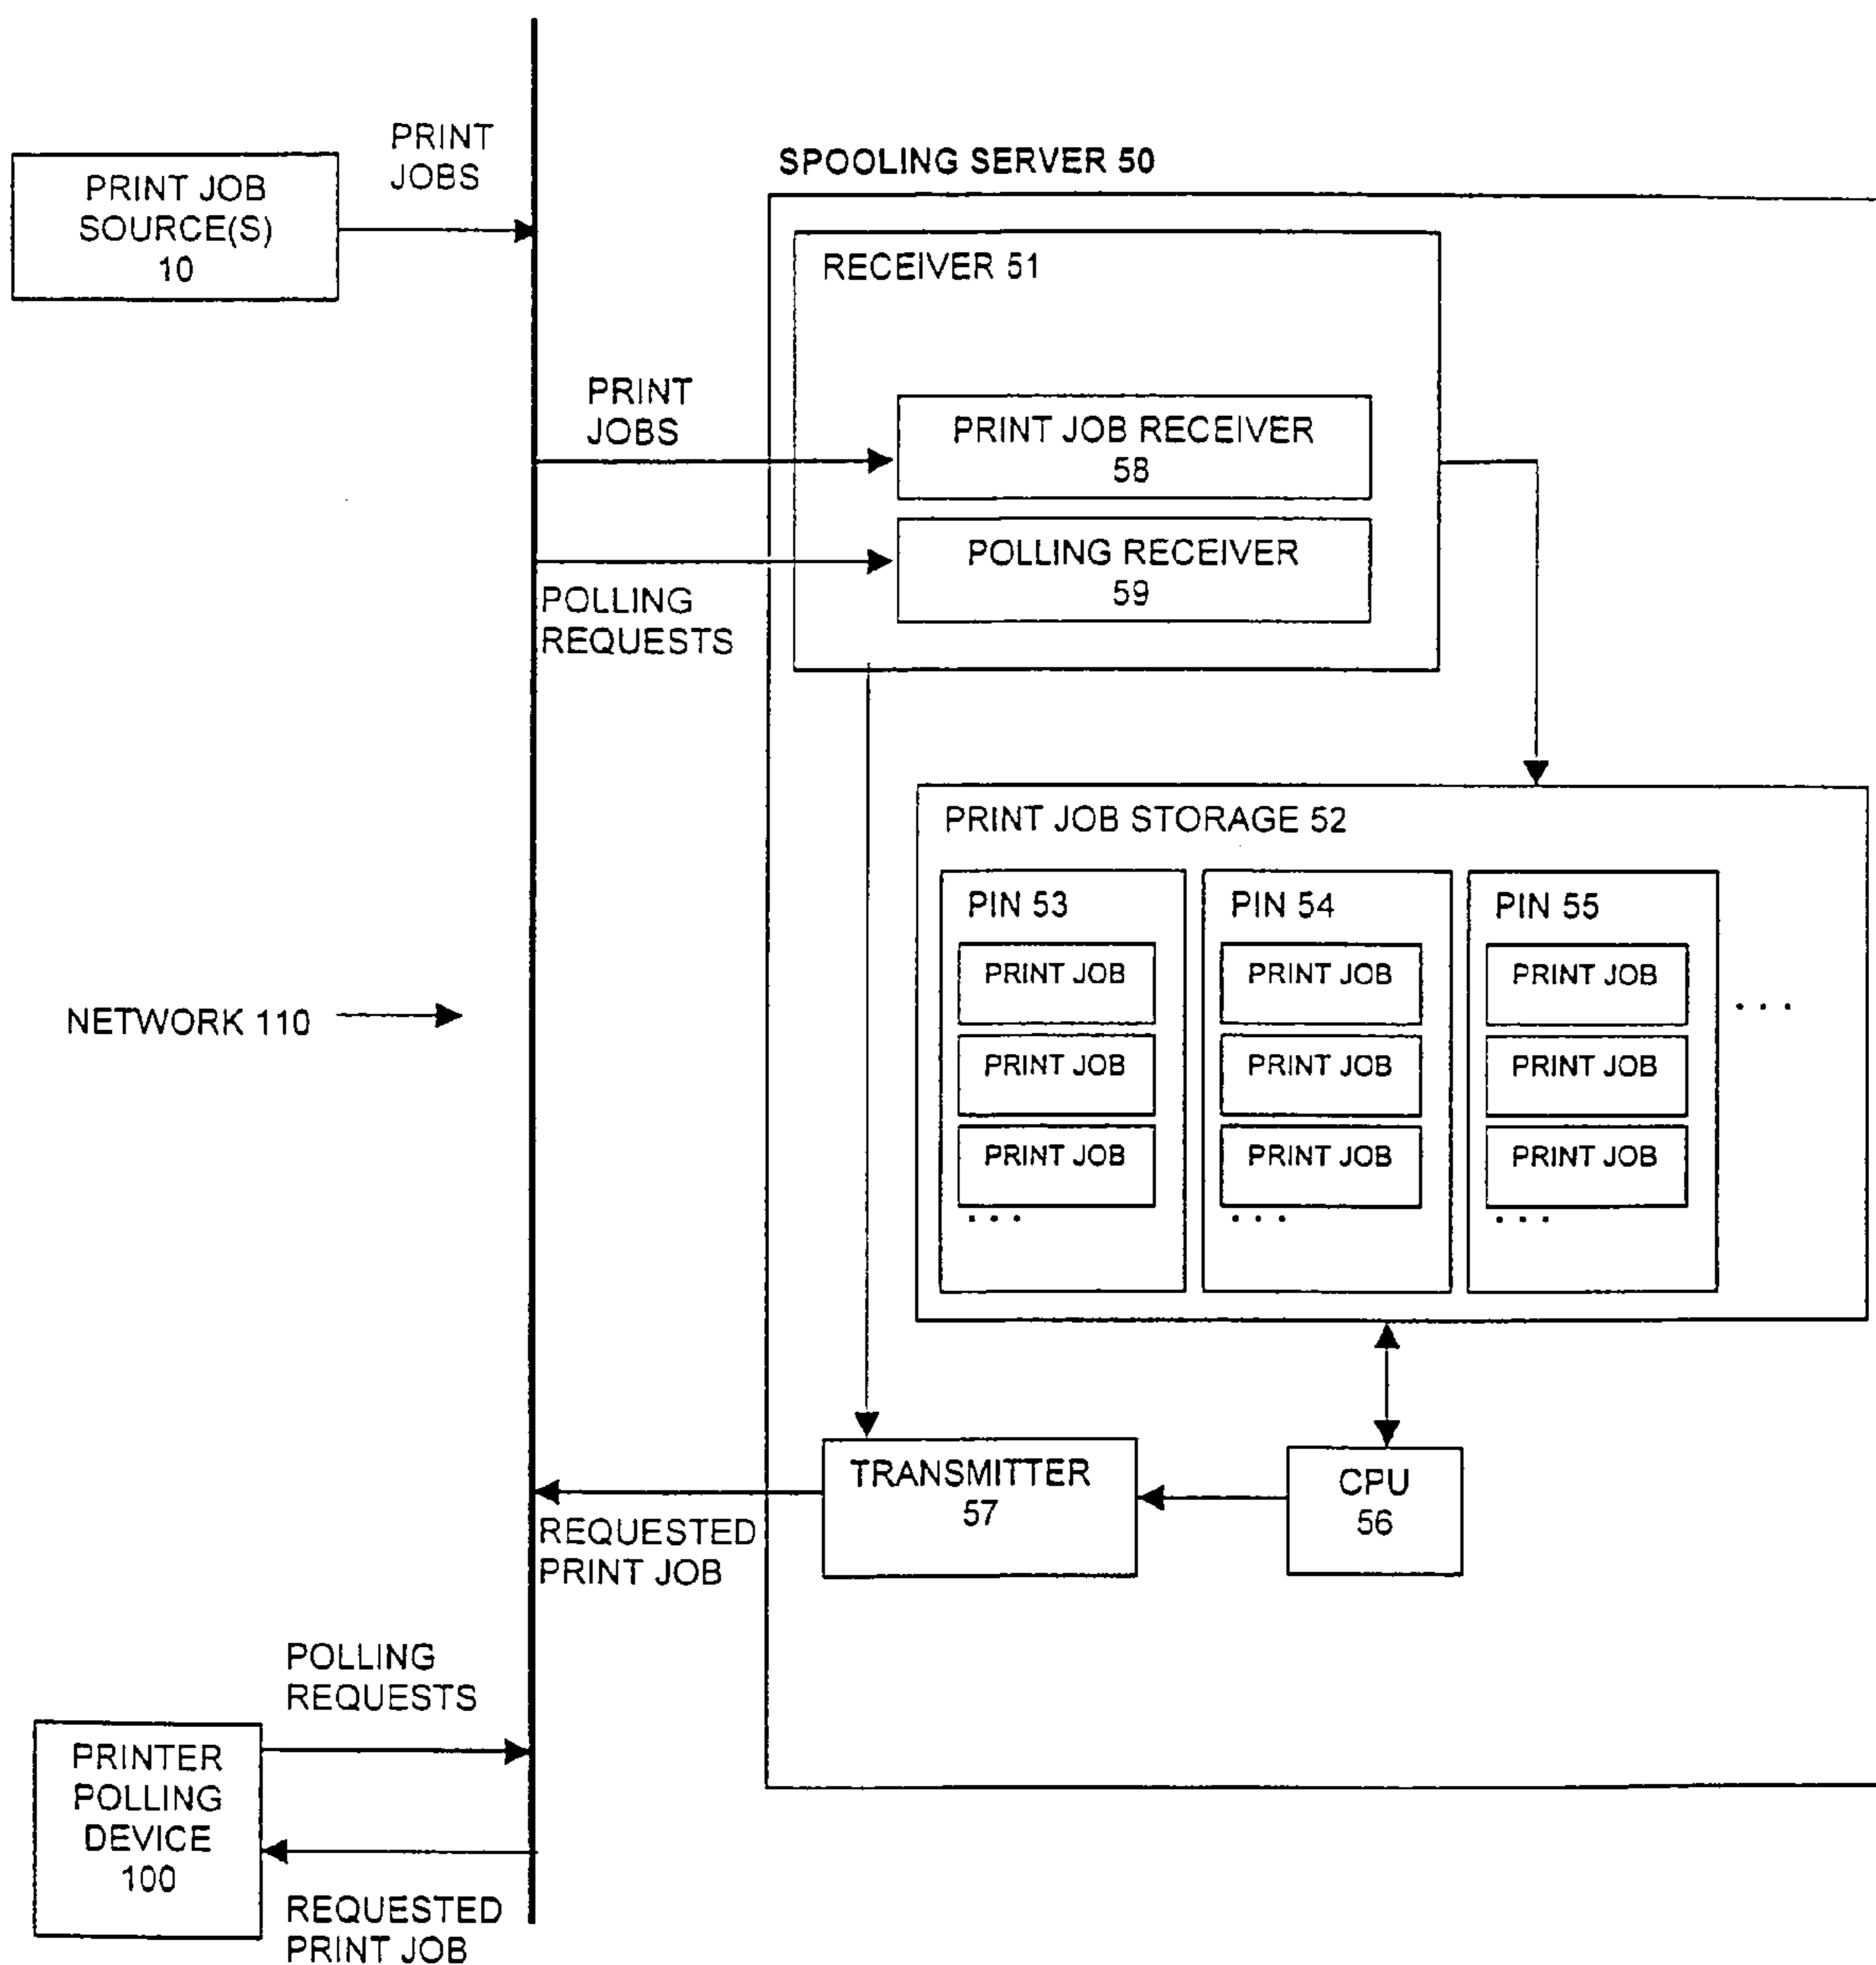 PRINT
JOBS
PRINT JOB
SOURCE(S)
10
SPOOLING SERVER 50
RECEIVER 51
PRINT
JOBS
PRINT JOB RECEIVER
58
POLLING RECEIVER
59
POLLING
REQUESTS
PRINT JOB STORAGE 52
PIN 53
PRINT JOB
PRINT JOB
PRINT JOB
...
PIN 54
PRINT JOB
PRINT JOB
PRINT JOB
...
PIN 55
PRINT JOB
PRINT JOB
PRINT JOB
...
...
NETWORK 110
TRANSMITTER
57
CPU
56
REQUESTED
PRINT JOB
POLLING
REQUESTS
PRINTER
POLLING
DEVICE
100
REQUESTED
PRINT JOB